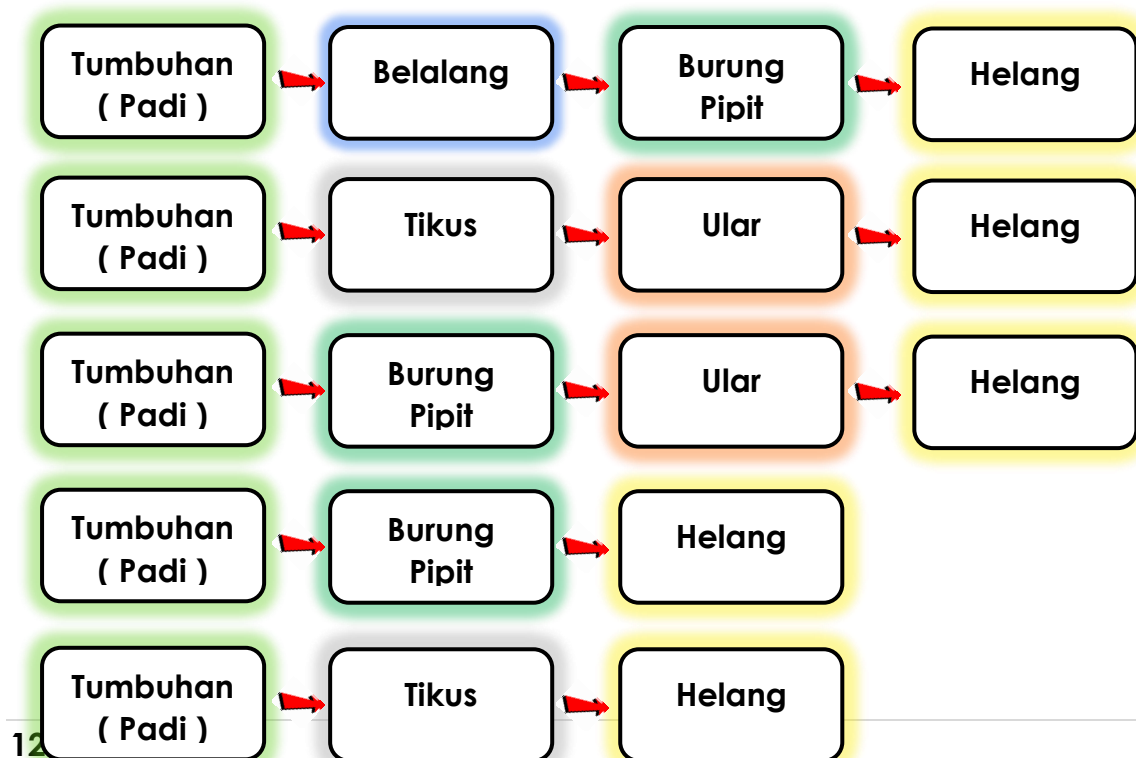 Tumbuhan
( Padi )
Belalang
Burung
Pipit
Helang
Tumbuhan
( Padi )
Tikus
Ular
Helang
Tumbuhan
( Padi )
Burung
Pipit
Ular
Helang
Tumbuhan
( Padi )
Burung
Pipit
Helang
Tumbuhan
( Padi )
Tikus
Helang
12